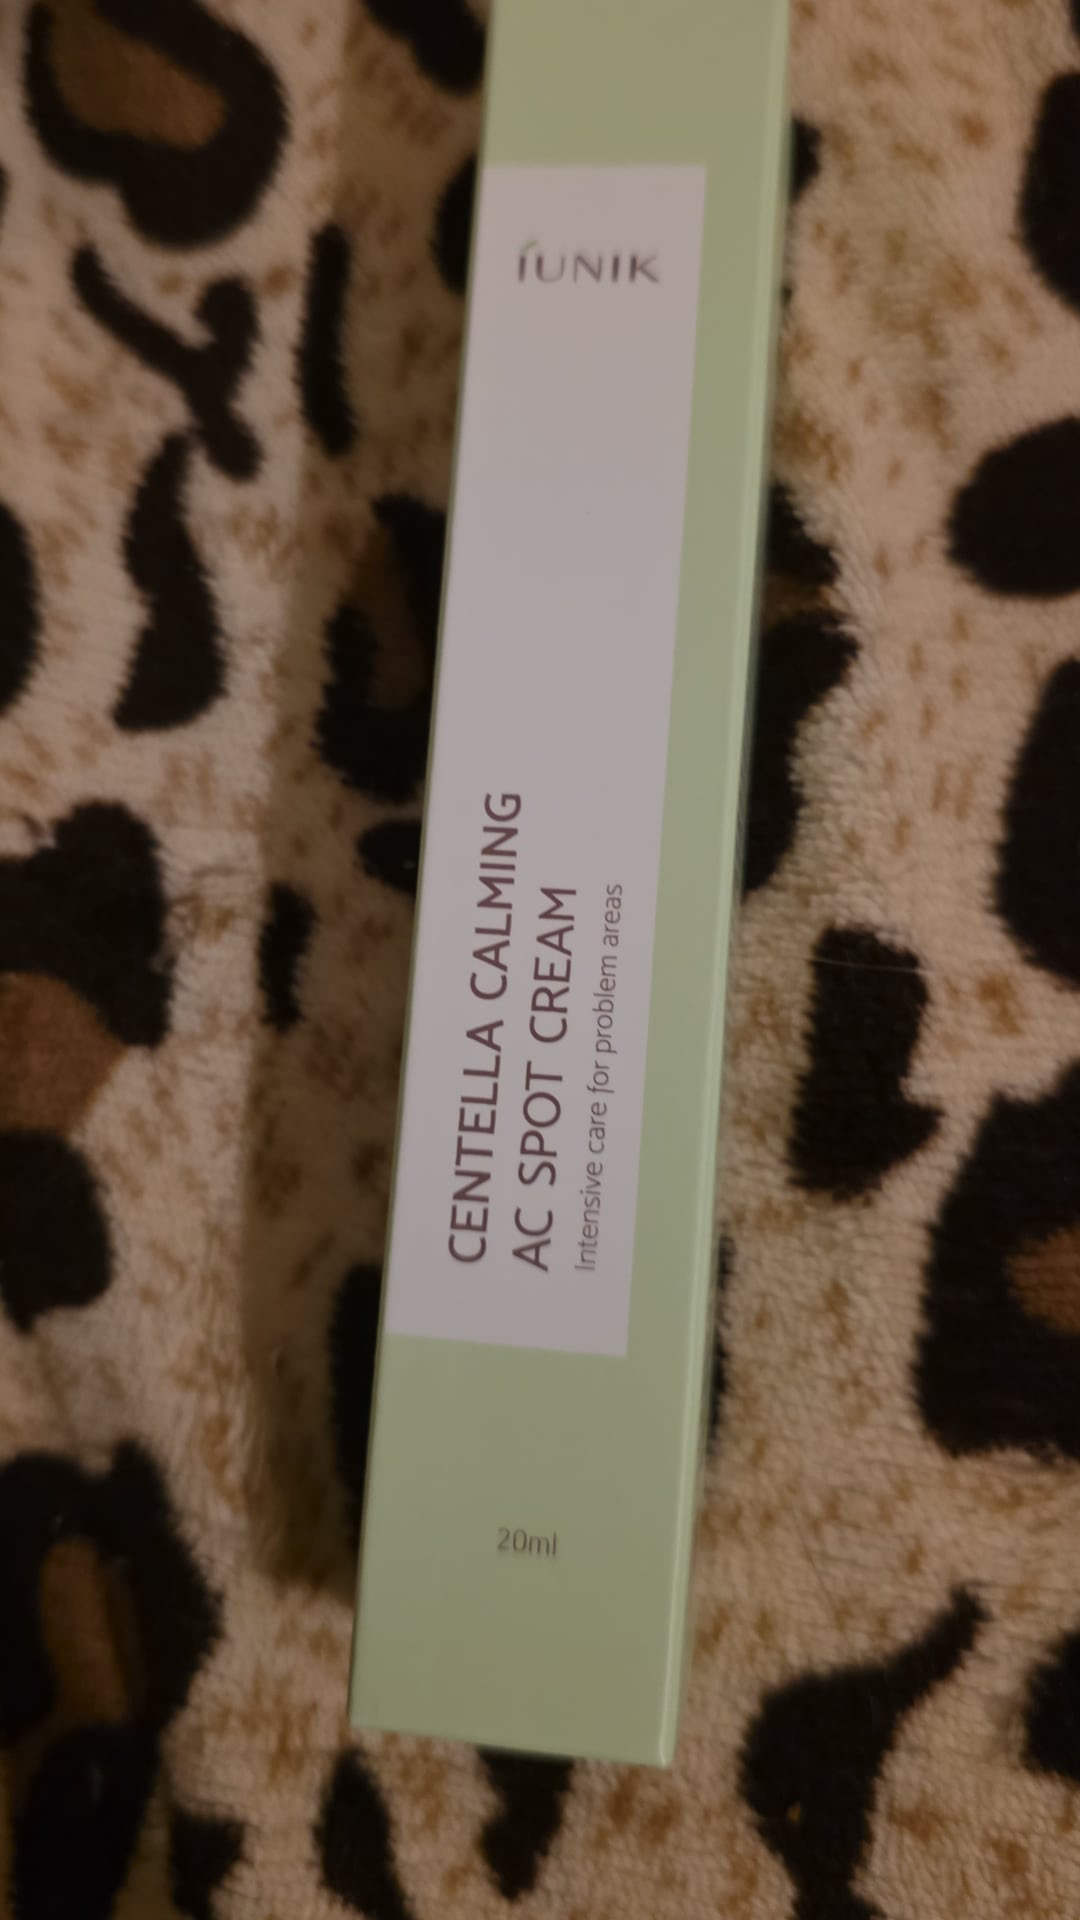 iUNIK
CENTELLA CALMING
AC SPOT CREAM
Intensive care for problem areas
20ml